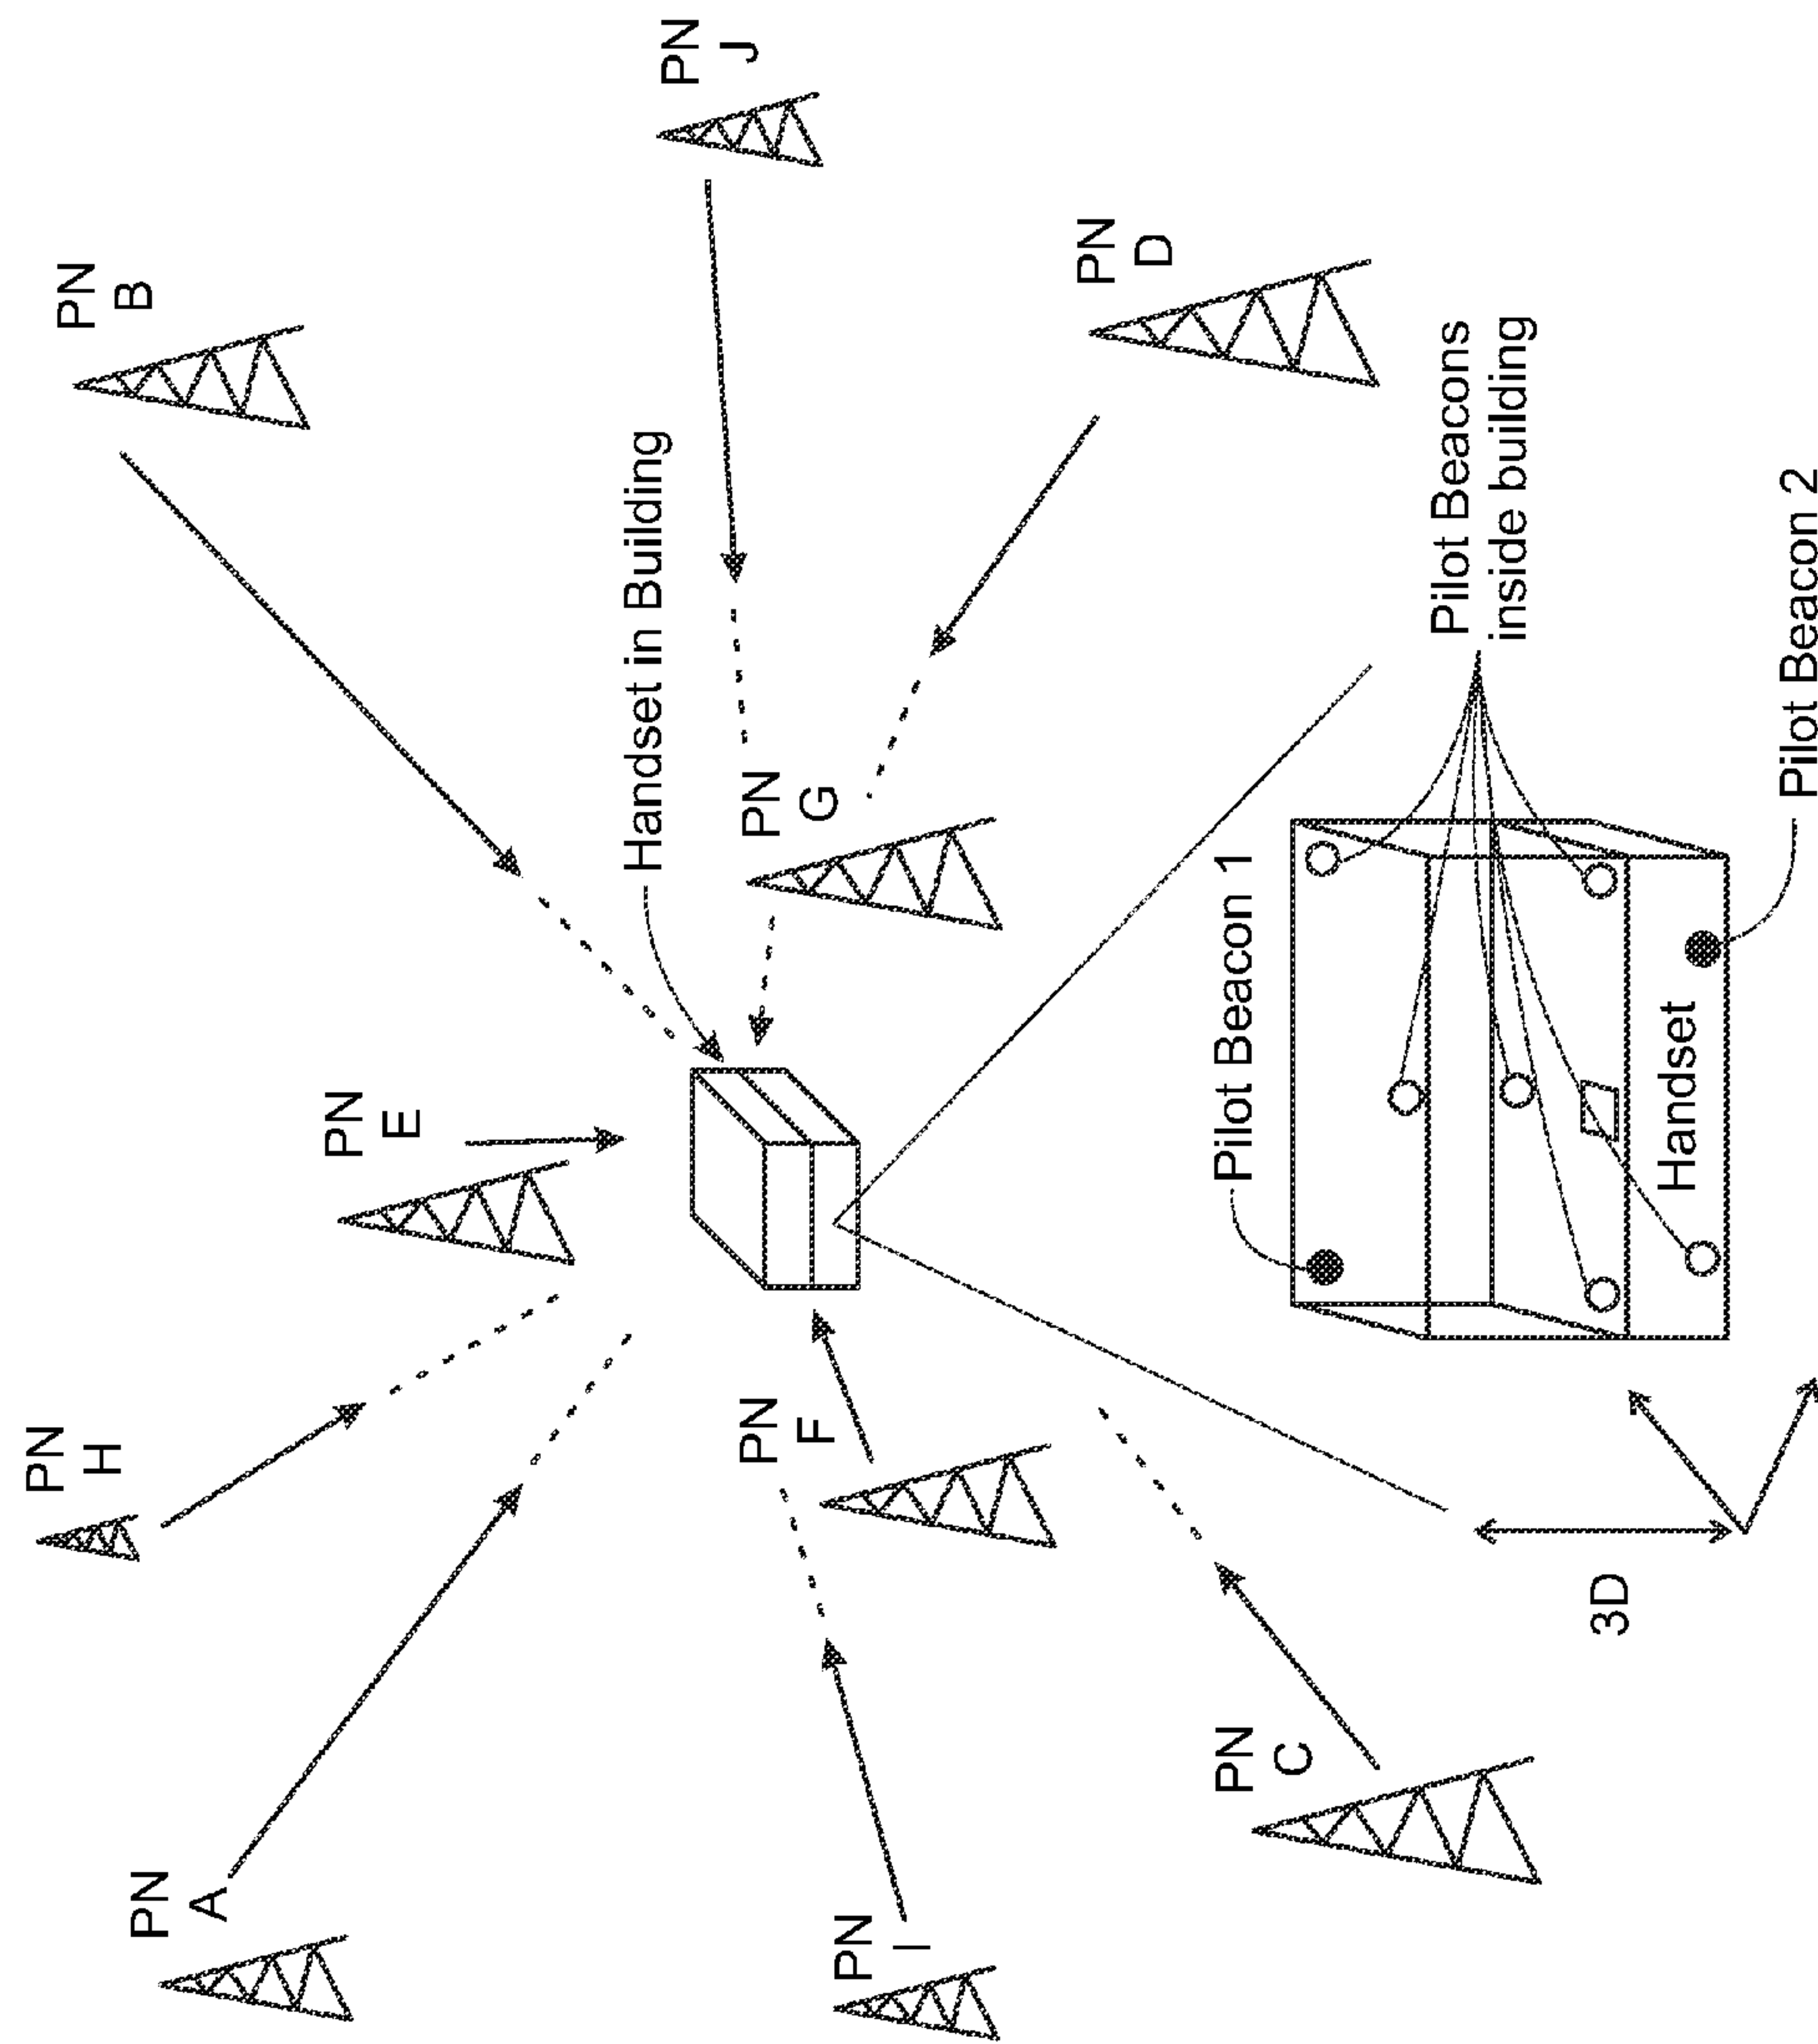 PN
H
PN
E
PN
B
PN
A
Handset in Building
PN
J
PN
I
PN
F
PN
G
PN
C
PN
D
Pilot Beacon 1
Pilot Beacons
inside building
3D
Handset
Pilot Beacon 2